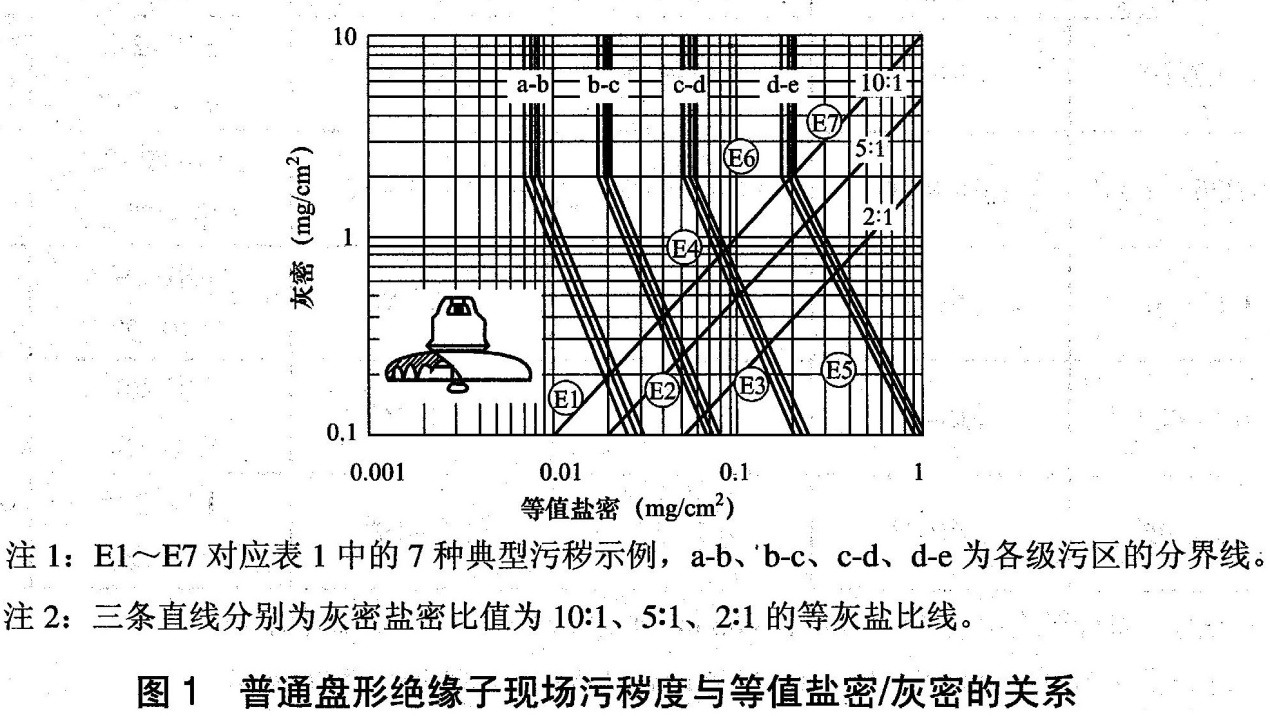 10
a-b b-c c-d d-e 10:1
E7
5:1
E6
2:1
灰密 (mg/cm²)
1
E4
E5
E1 E2 E3
0.1
0.001 0.01 0.1 1
等值盐密 (mg/cm²)
注 1：E1～E7 对应表 1 中的 7 种典型污秽示例，a-b、b-c、c-d、d-e 为各级污区的分界线。
注 2：三条直线分别为灰密盐密比值为 10:1、5:1、2:1 的等灰盐比线。
图 1 普通盘形绝缘子现场污秽度与等值盐密/灰密的关系